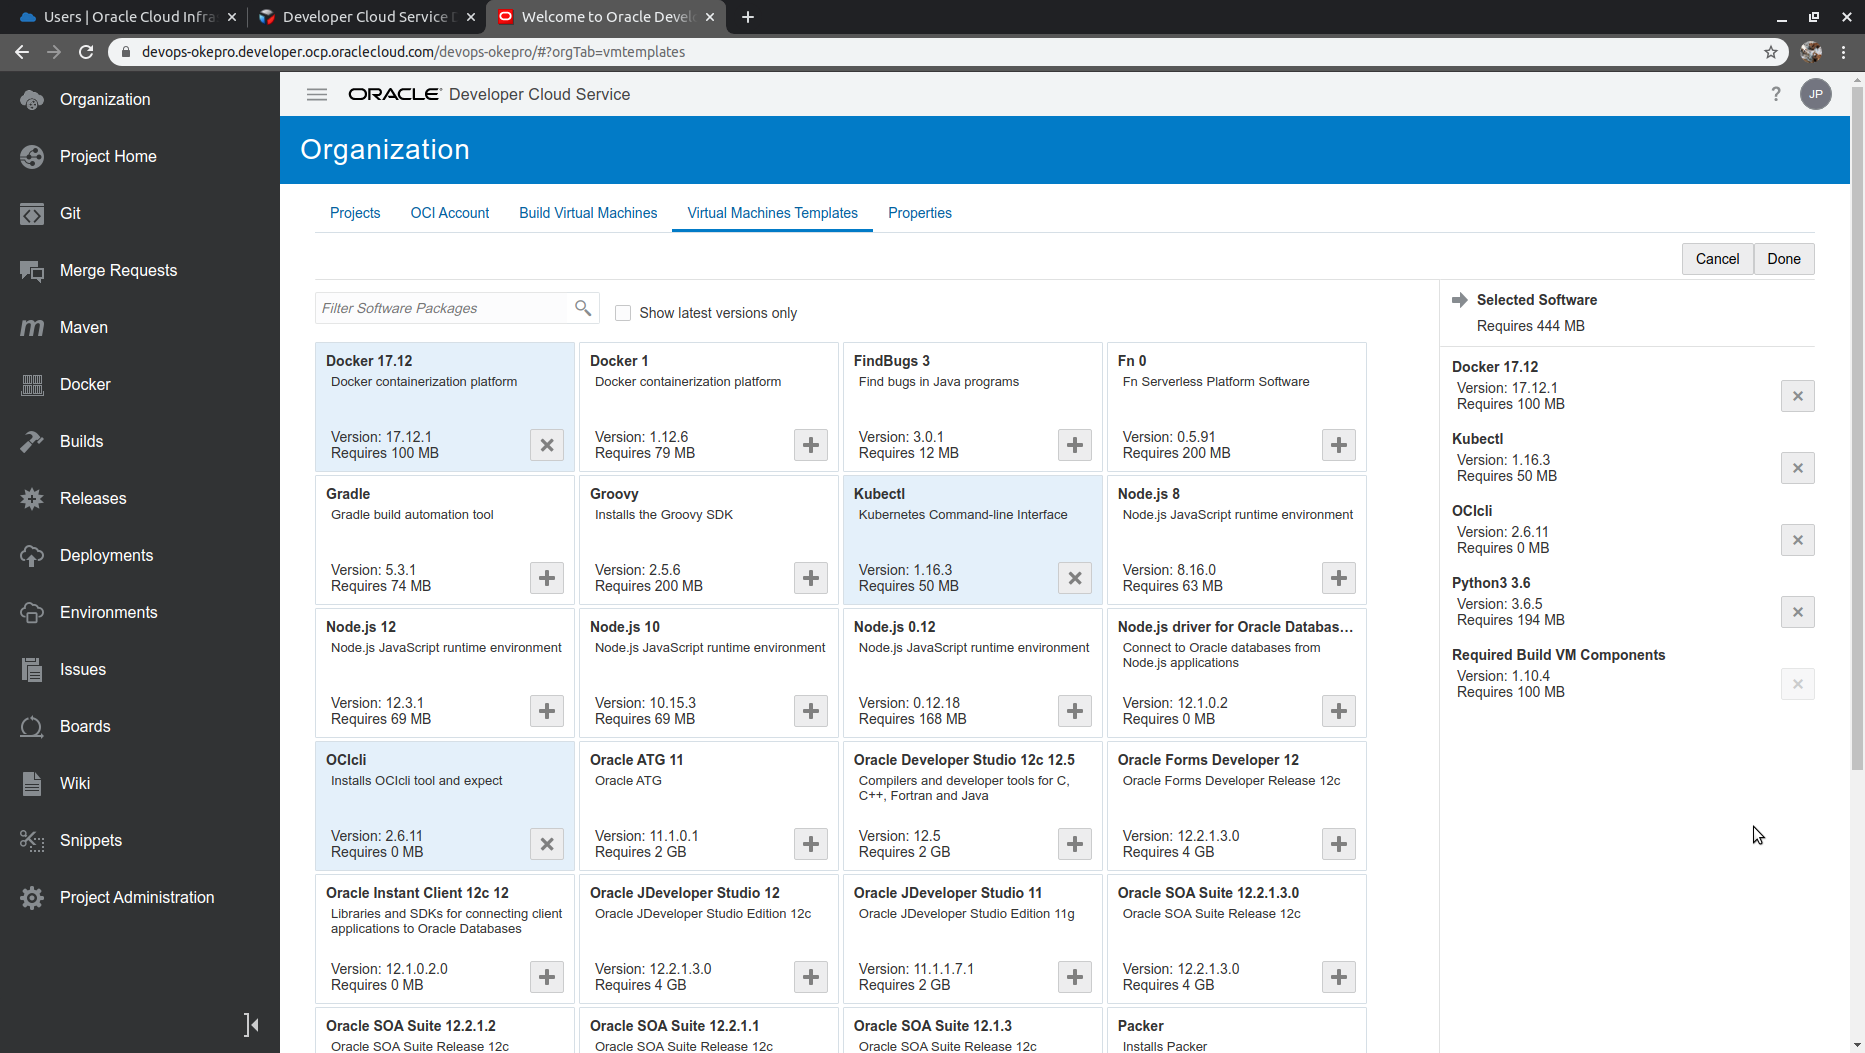 Users | Oracle Cloud Infra
Developer Cloud Service D
Welcome to Oracle Devel
devops-okepro.developer.ocp.oraclecloud.com/devops-okepro/#?orgTab=vmtemplates
Organization
Project Home
Git
Merge Requests
Maven
Docker
Builds
Releases
Deployments
Environments
Issues
Boards
Wiki
Snippets
Project Administration
ORACLE Developer Cloud Service
?
JP
Organization
Projects
OCI Account
Build Virtual Machines
Virtual Machines Templates
Properties
Cancel
Done
Filter Software Packages
Show latest versions only
Docker 17.12
Docker containerization platform
Version: 17.12.1
Requires 100 MB
Docker 1
Docker containerization platform
Version: 1.12.6
Requires 79 MB
FindBugs 3
Find bugs in Java programs
Version: 3.0.1
Requires 12 MB
Fn 0
Fn Serverless Platform Software
Version: 0.5.91
Requires 200 MB
Gradle
Gradle build automation tool
Version: 5.3.1
Requires 74 MB
Groovy
Installs the Groovy SDK
Version: 2.5.6
Requires 200 MB
Kubectl
Kubernetes Command-line Interface
Version: 1.16.3
Requires 50 MB
Node.js 8
Node.js JavaScript runtime environment
Version: 8.16.0
Requires 63 MB
Node.js 12
Node.js JavaScript runtime environment
Version: 12.3.1
Requires 69 MB
Node.js 10
Node.js JavaScript runtime environment
Version: 10.15.3
Requires 69 MB
Node.js 0.12
Node.js JavaScript runtime environment
Version: 0.12.18
Requires 168 MB
Node.js driver for Oracle Databas...
Connect to Oracle databases from
Node.js applications
Version: 12.1.0.2
Requires 0 MB
OCIcli
Installs OCIcli tool and expect
Version: 2.6.11
Requires 0 MB
Oracle ATG 11
Oracle ATG
Version: 11.1.0.1
Requires 2 GB
Oracle Developer Studio 12c 12.5
Compilers and developer tools for C,
C++, Fortran and Java
Version: 12.5
Requires 2 GB
Oracle Forms Developer 12
Oracle Forms Developer Release 12c
Version: 12.2.1.3.0
Requires 4 GB
Oracle Instant Client 12c 12
Libraries and SDKs for connecting client
applications to Oracle Databases
Version: 12.1.0.2.0
Requires 0 MB
Oracle JDeveloper Studio 12
Oracle JDeveloper Studio Edition 12c
Version: 12.2.1.3.0
Requires 4 GB
Oracle JDeveloper Studio 11
Oracle JDeveloper Studio Edition 11g
Version: 11.1.1.7.1
Requires 2 GB
Oracle SOA Suite 12.2.1.3.0
Oracle SOA Suite Release 12c
Version: 12.2.1.3.0
Requires 4 GB
Oracle SOA Suite 12.2.1.2
Oracle SOA Suite Release 12c
Oracle SOA Suite 12.2.1.1
Oracle SOA Suite Release 12c
Oracle SOA Suite 12.1.3
Oracle SOA Suite Release 12c
Packer
Installs Packer
Selected Software
Requires 444 MB
Docker 17.12
Version: 17.12.1
Requires 100 MB
Kubectl
Version: 1.16.3
Requires 50 MB
OCIcli
Version: 2.6.11
Requires 0 MB
Python3 3.6
Version: 3.6.5
Requires 194 MB
Required Build VM Components
Version: 1.10.4
Requires 100 MB